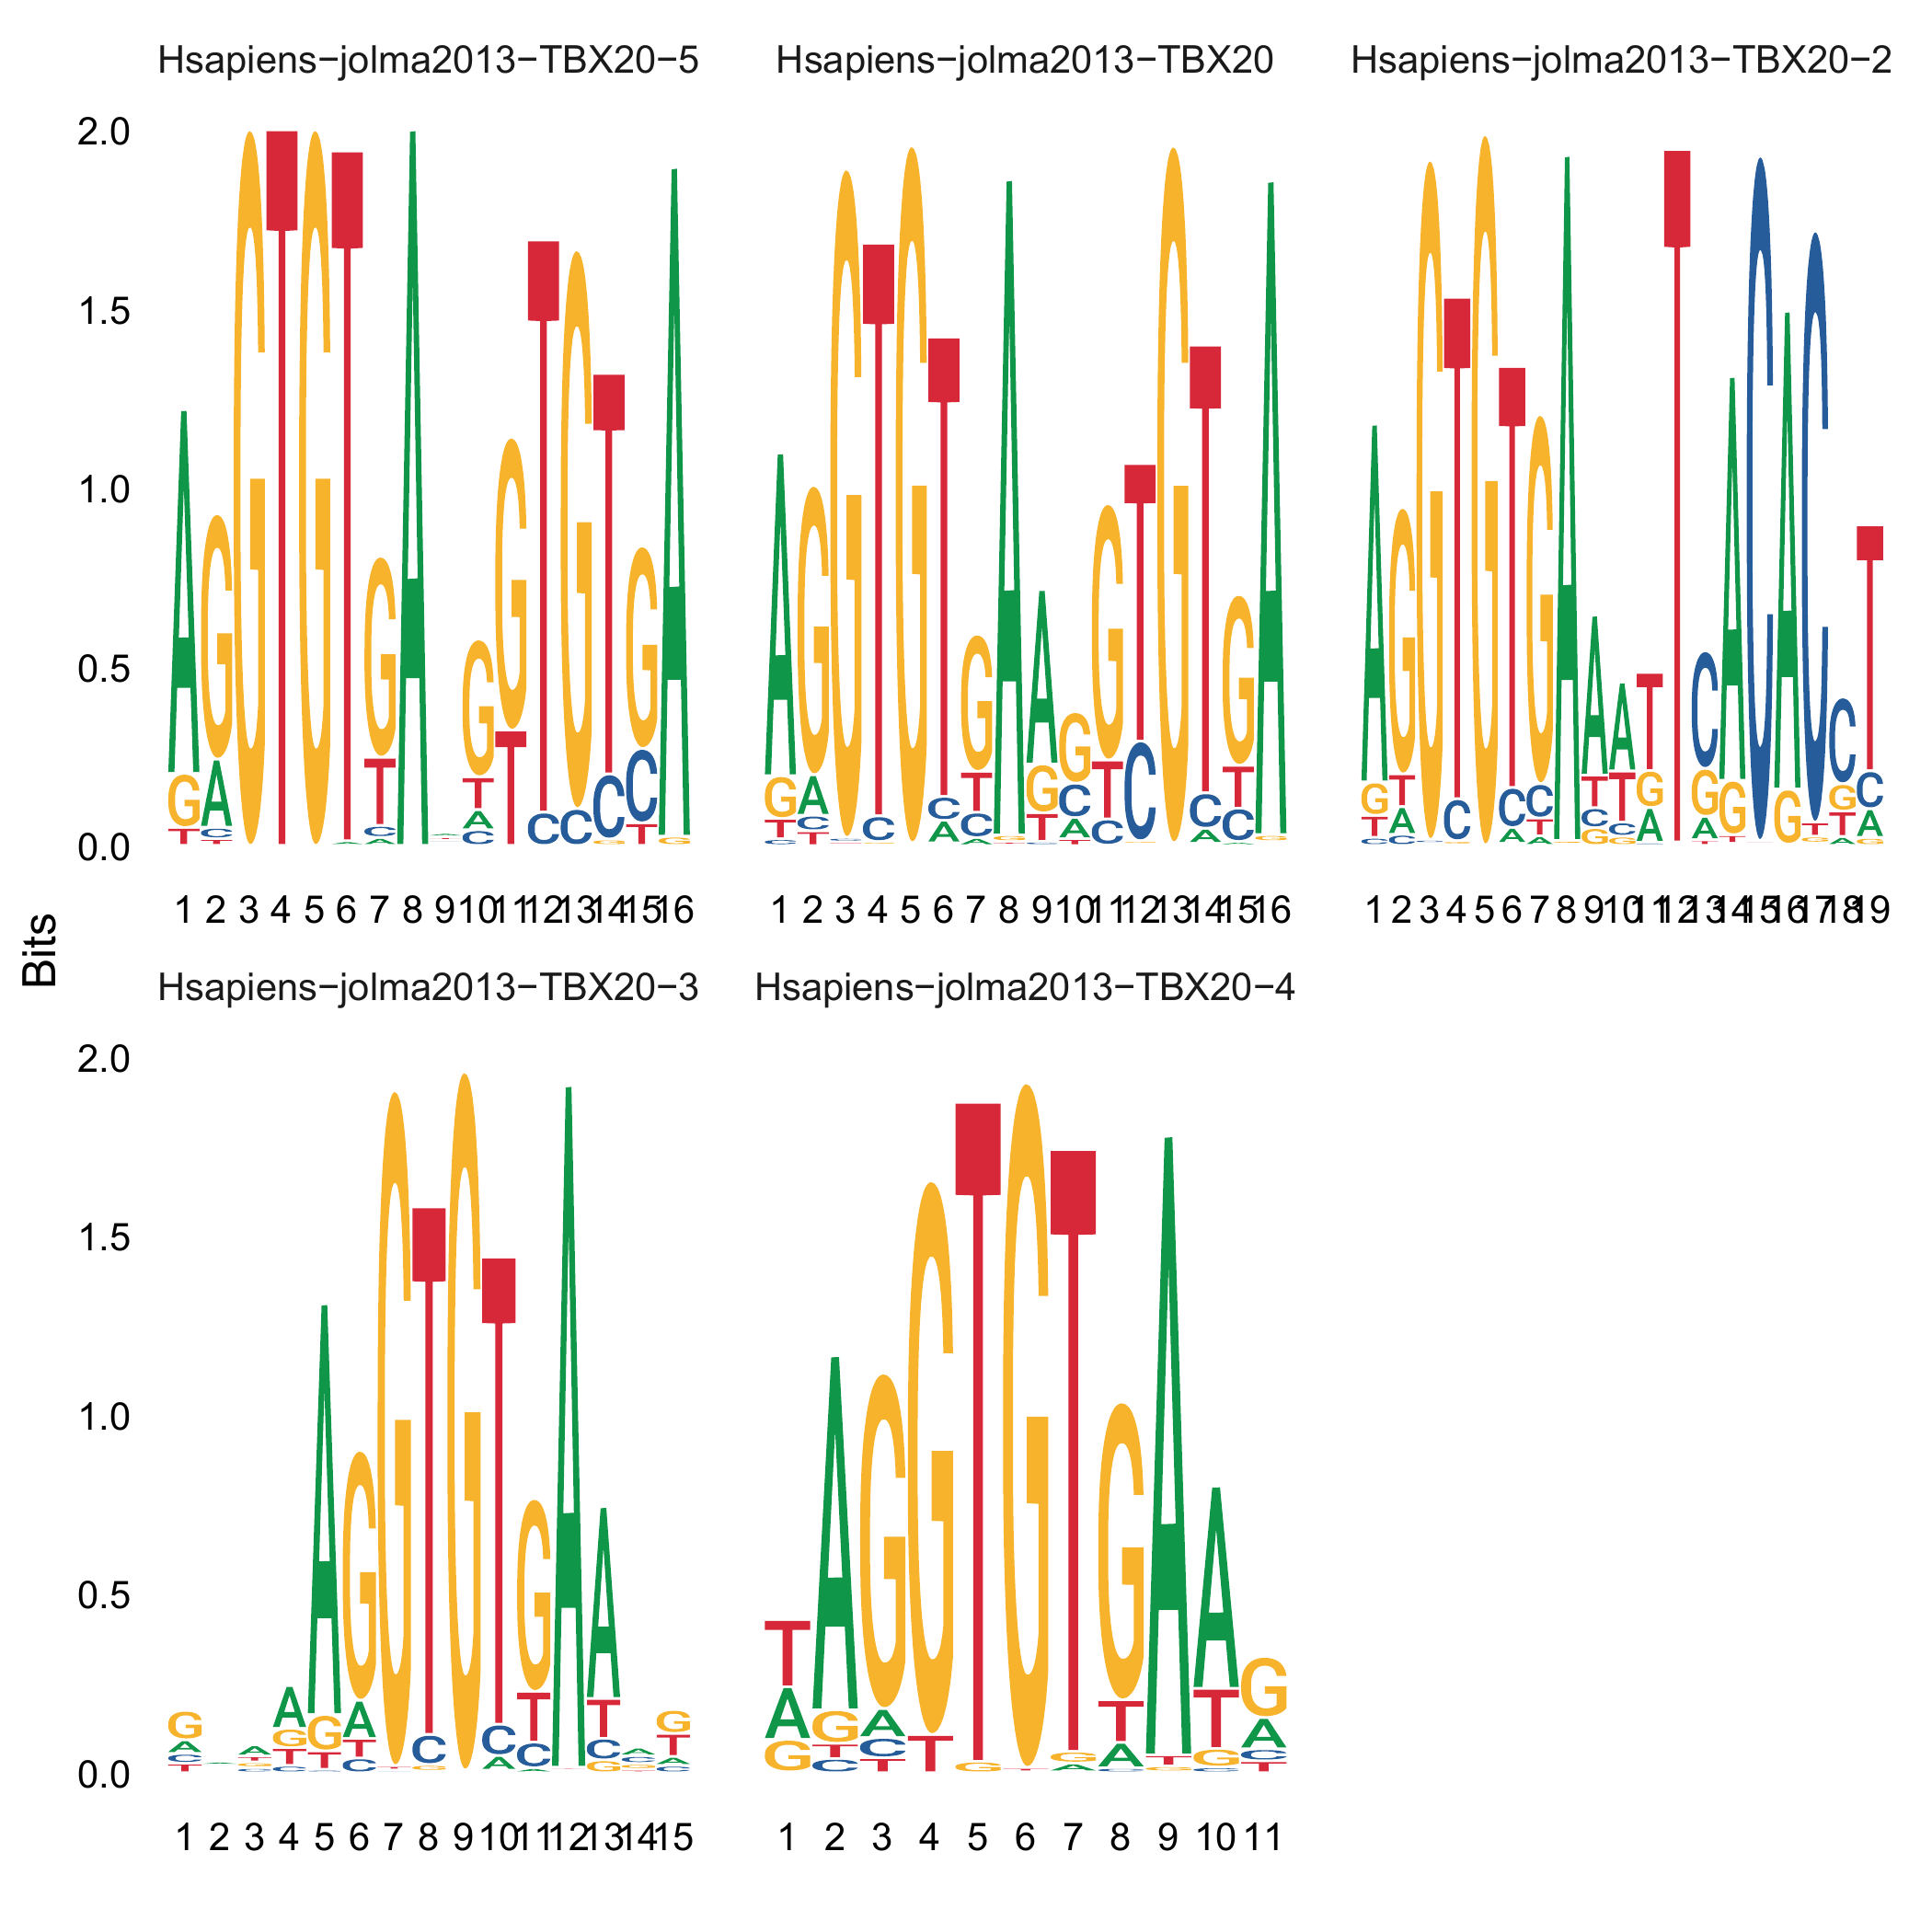 Hsapiens−jolma2013−TBX20−5 Hsapiens−jolma2013−TBX20 Hsapiens−jolma2013−TBX20−2
2.0
1.5
1.0
0.5
0.0
1 2 3 4 5 6 7 8 9 10 11 12 13 14 15 16 1 2 3 4 5 6 7 8 9 10 11 12 13 14 15 16 1 2 3 4 5 6 7 8 9 10 11 12 13 14 15 16 17 18 19
Bits
Hsapiens−jolma2013−TBX20−3 Hsapiens−jolma2013−TBX20−4
2.0
1.5
1.0
0.5
0.0
1 2 3 4 5 6 7 8 9 10 11 12 13 14 15 1 2 3 4 5 6 7 8 9 10 11